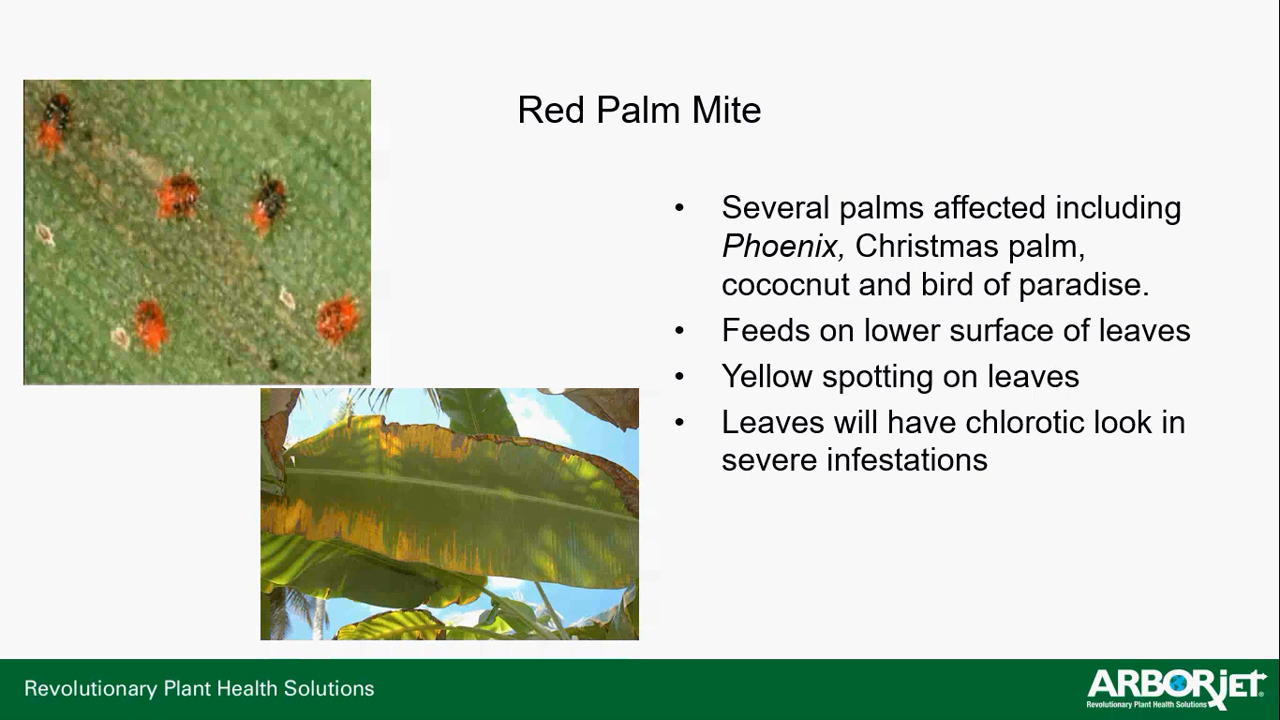 Red Palm Mite
• Several palms affected including
Phoenix, Christmas palm,
cococnut and bird of paradise.
• Feeds on lower surface of leaves
• Yellow spotting on leaves
• Leaves will have chlorotic look in
severe infestations
Revolutionary Plant Health Solutions
ARBORjet
Revolutionary Plant Health Solutions